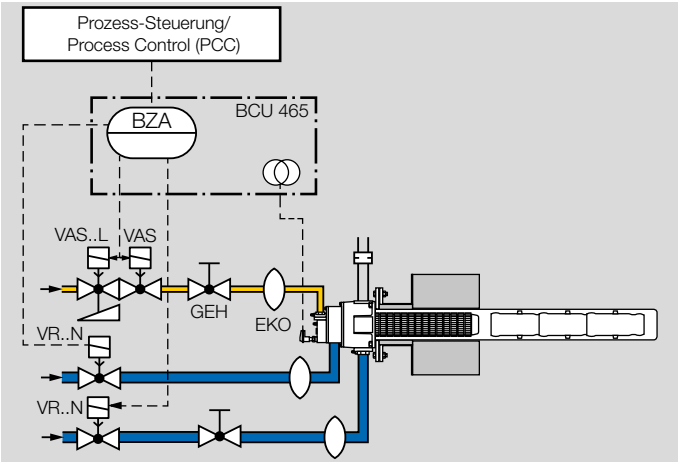 Prozess-Steuerung/
Process Control (PCC)
BCU 465
BZA
VAS..L VAS
GEH
EKO
VR..N
VR..N